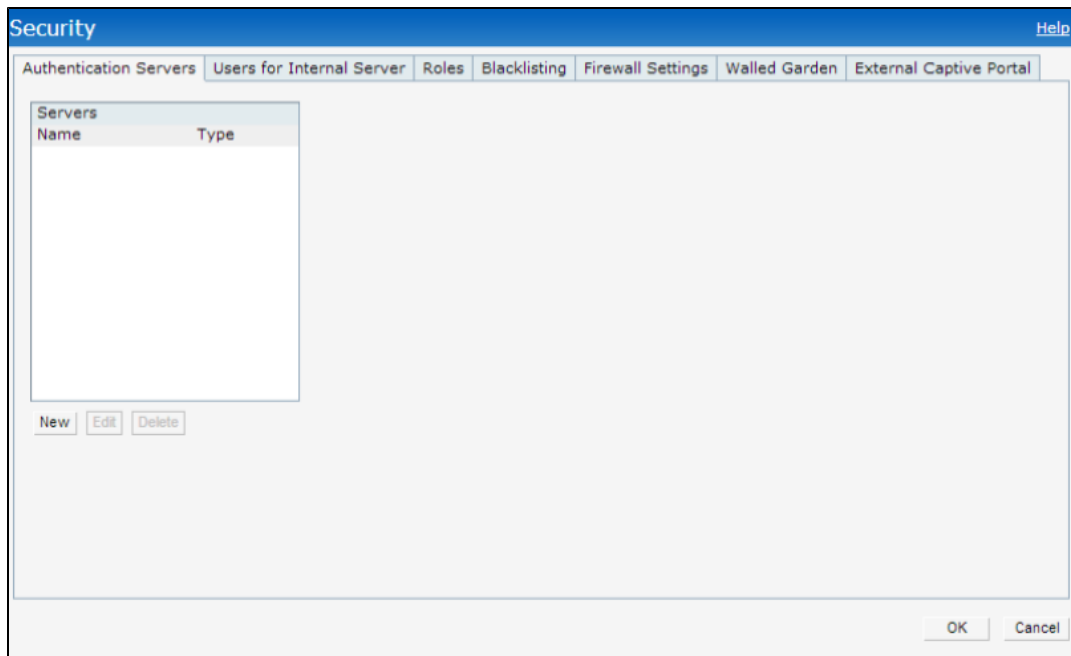 Security
Help
Authentication Servers Users for Internal Server Roles Blacklisting Firewall Settings Walled Garden External Captive Portal
Servers
Name Type
New Edit Delete
OK Cancel